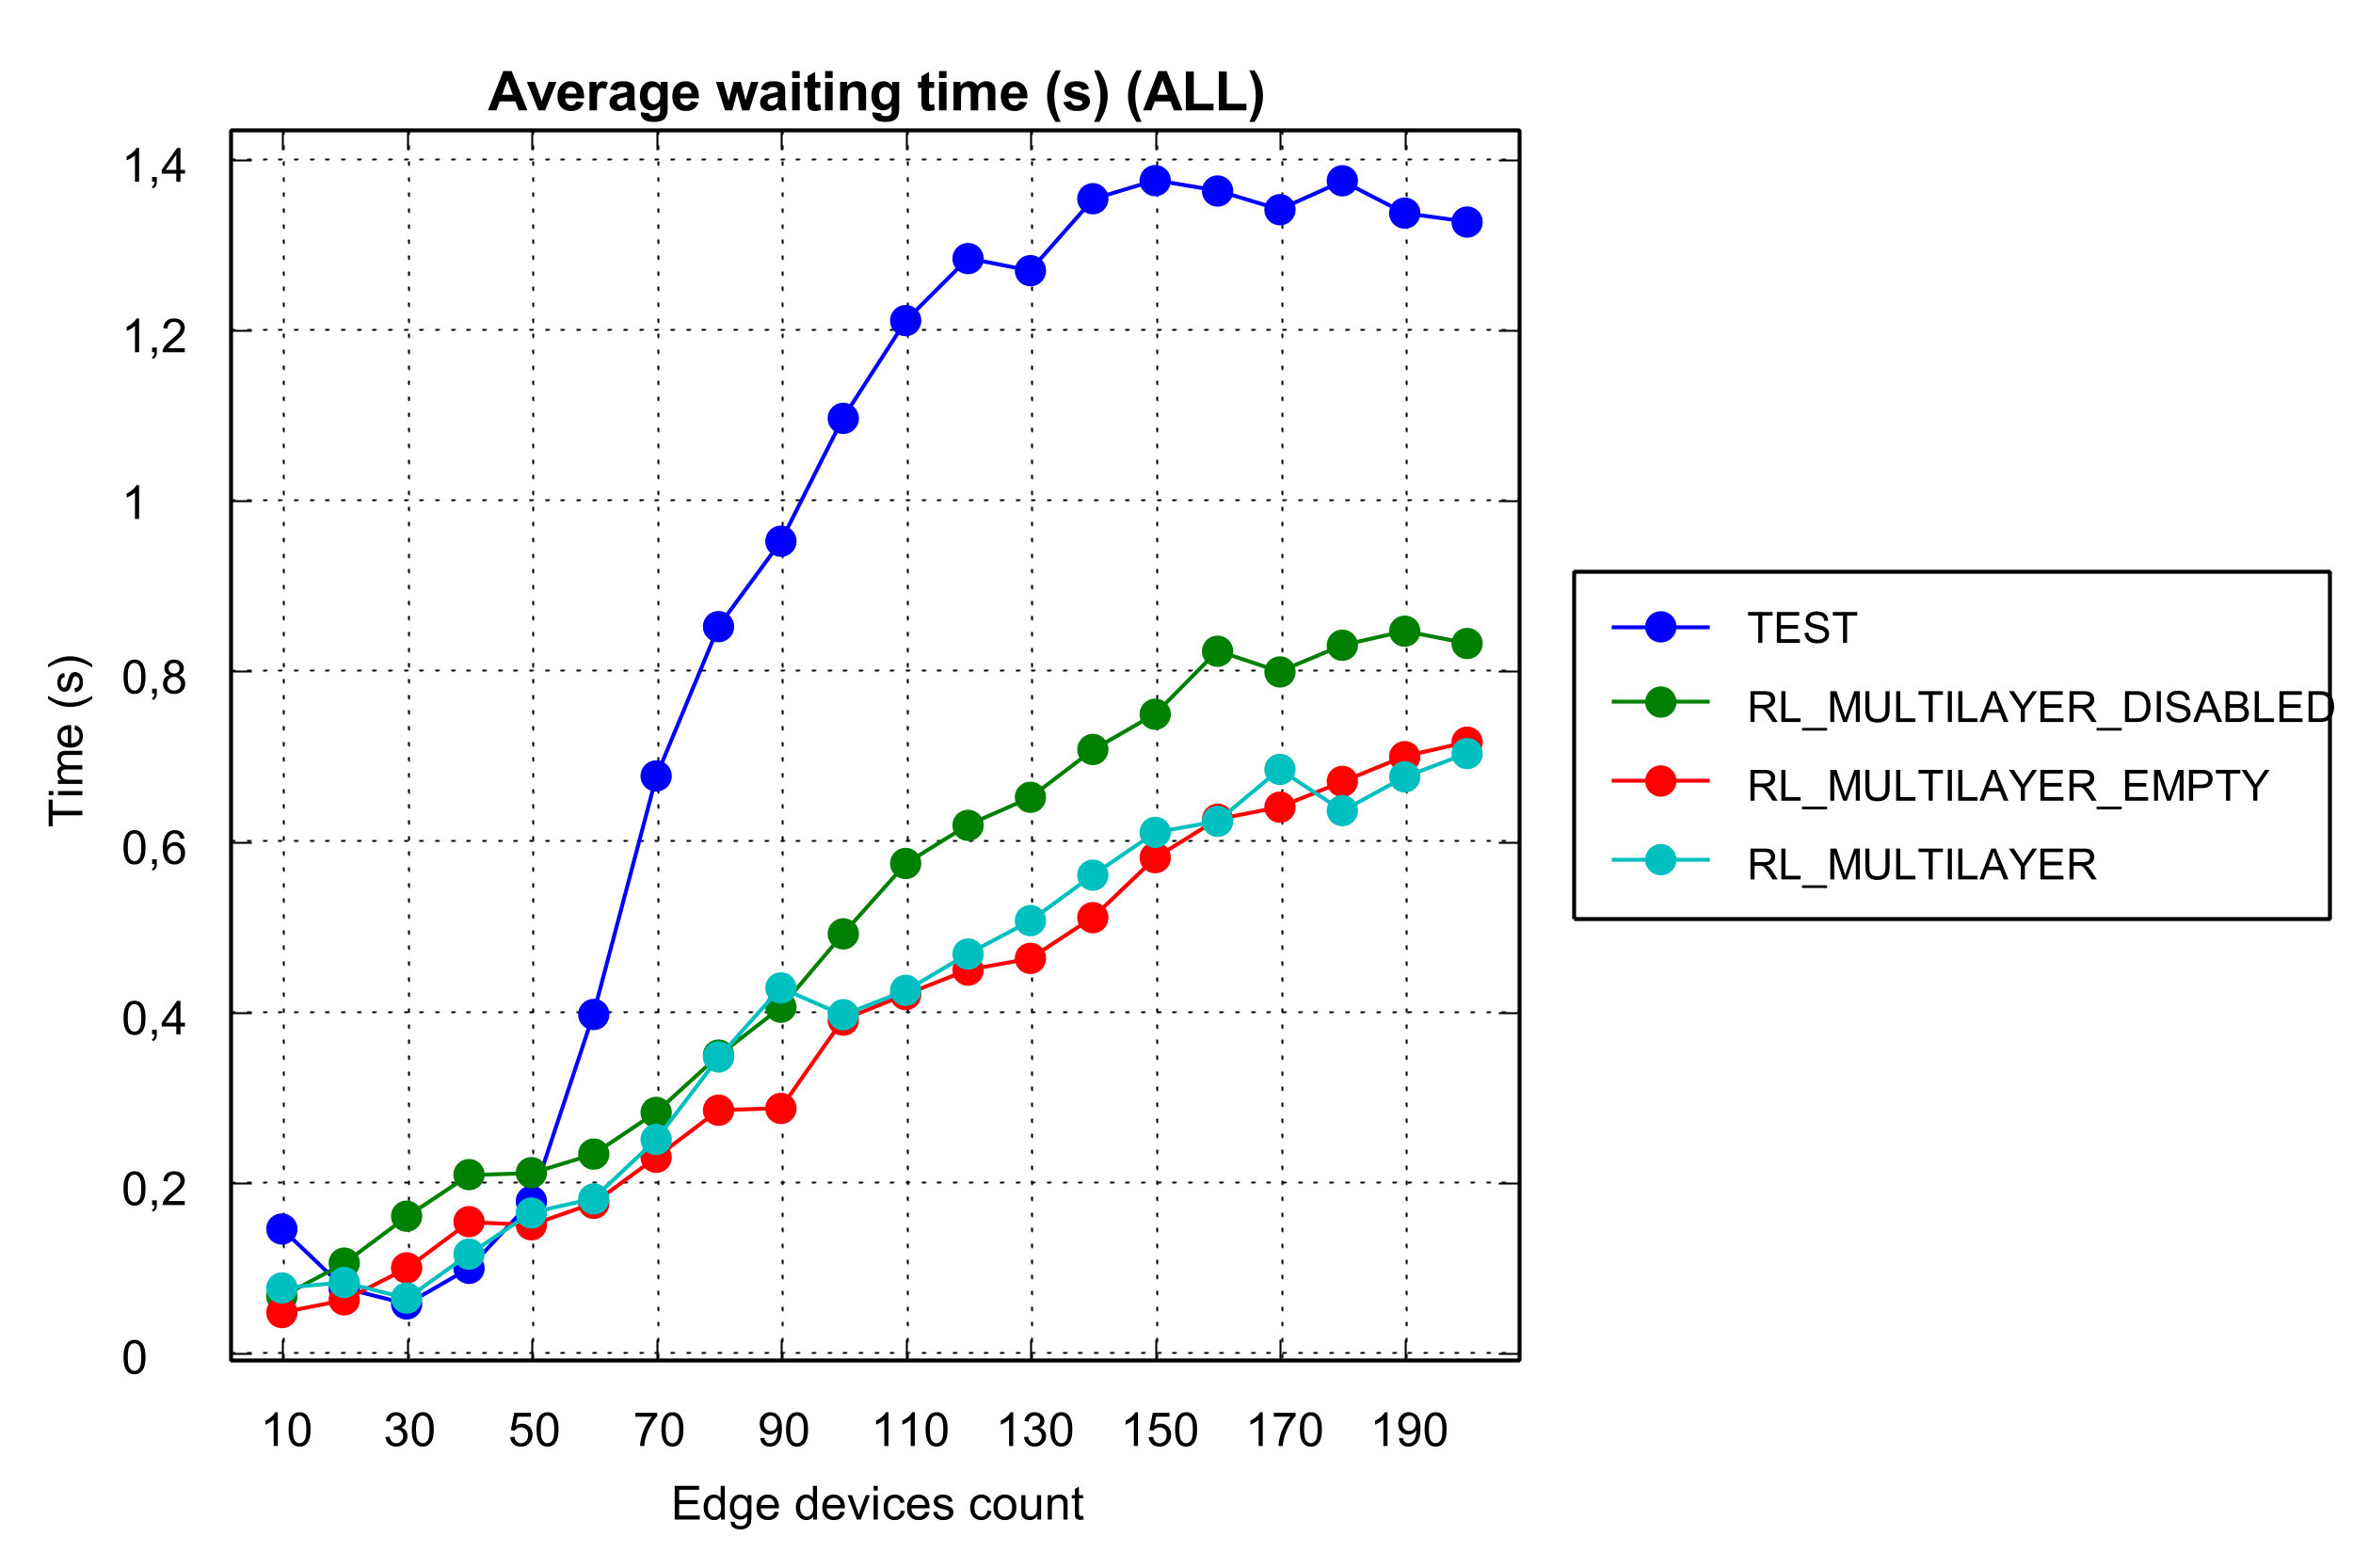 Average waiting time (s) (ALL)
1,4
1,2
1
0,8
0,6
0,4
0,2
0
Time (s)
10 30 50 70 90 110 130 150 170 190
Edge devices count
TEST
RL_MULTILAYER_DISABLED
RL_MULTILAYER_EMPTY
RL_MULTILAYER